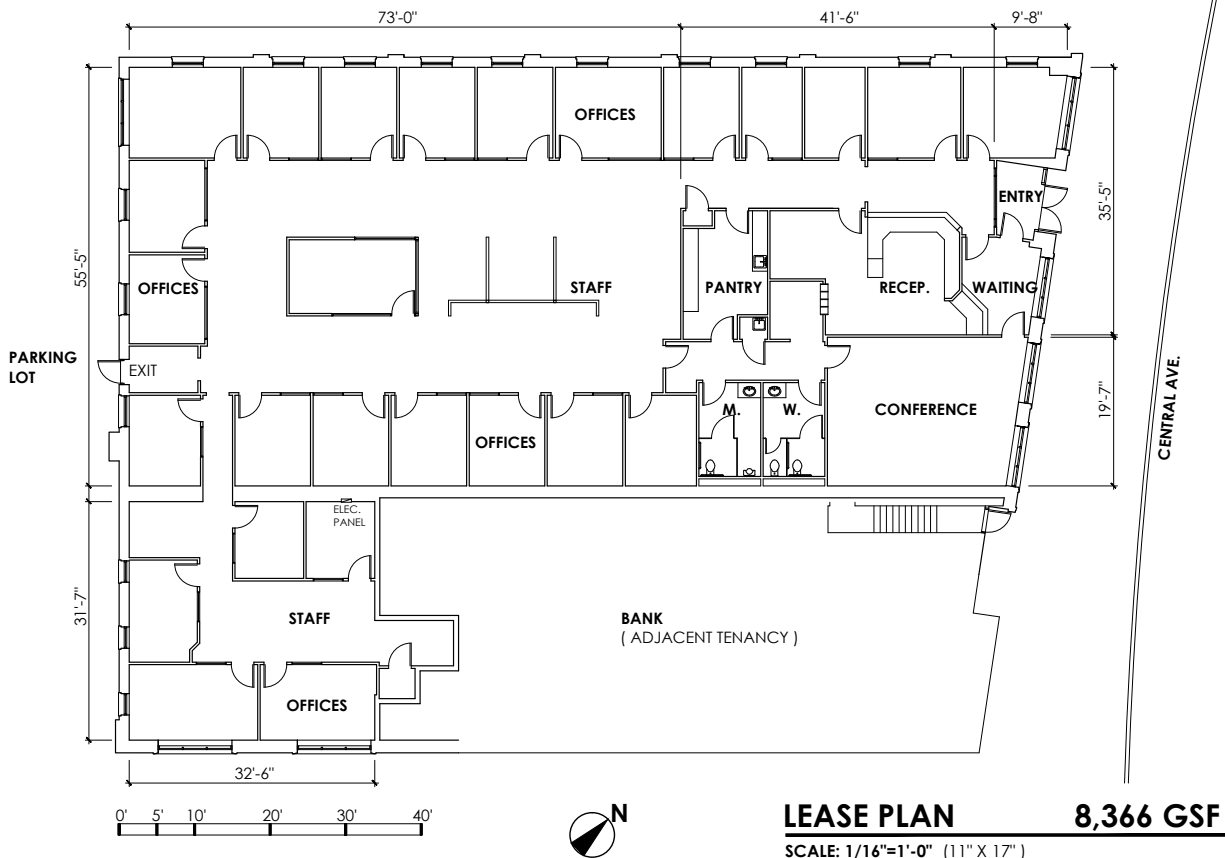 73'-0" 41'-6" 9'-8"
OFFICES
ENTRY
35'-5"
55'-5"
OFFICES
STAFF
PANTRY
RECEP.
WAITING
PARKING
LOT
EXIT
M.
W.
CONFERENCE
19'-7"
CENTRAL AVE.
OFFICES
ELEC.
PANEL
31'-7"
STAFF
BANK
( ADJACENT TENANCY )
OFFICES
32'-6"
0' 5' 10' 20' 30' 40'
N
LEASE PLAN 8,366 GSF
SCALE: 1/16"=1'-0" (11" X 17" )